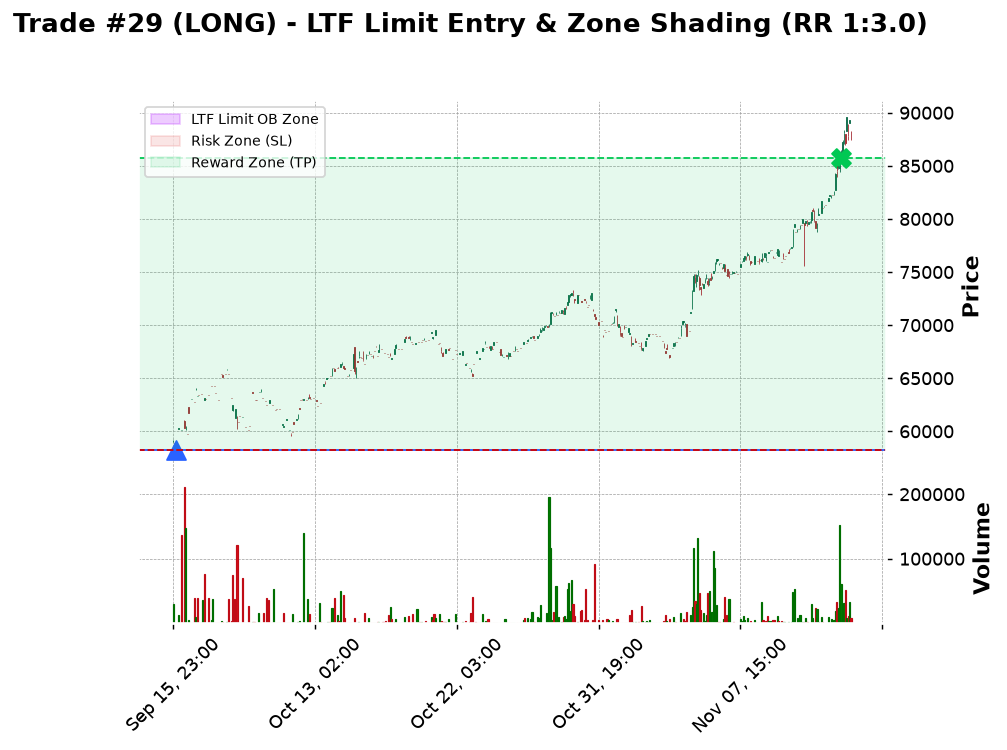 Trade #29 (LONG) - LTF Limit Entry & Zone Shading (RR 1:3.0)
LTF Limit OB Zone
Risk Zone (SL)
Reward Zone (TP)
90000
85000
80000
75000
70000
65000
60000
Price
200000
100000
Volume
Sep 15, 23:00
Oct 13, 02:00
Oct 22, 03:00
Oct 31, 19:00
Nov 07, 15:00